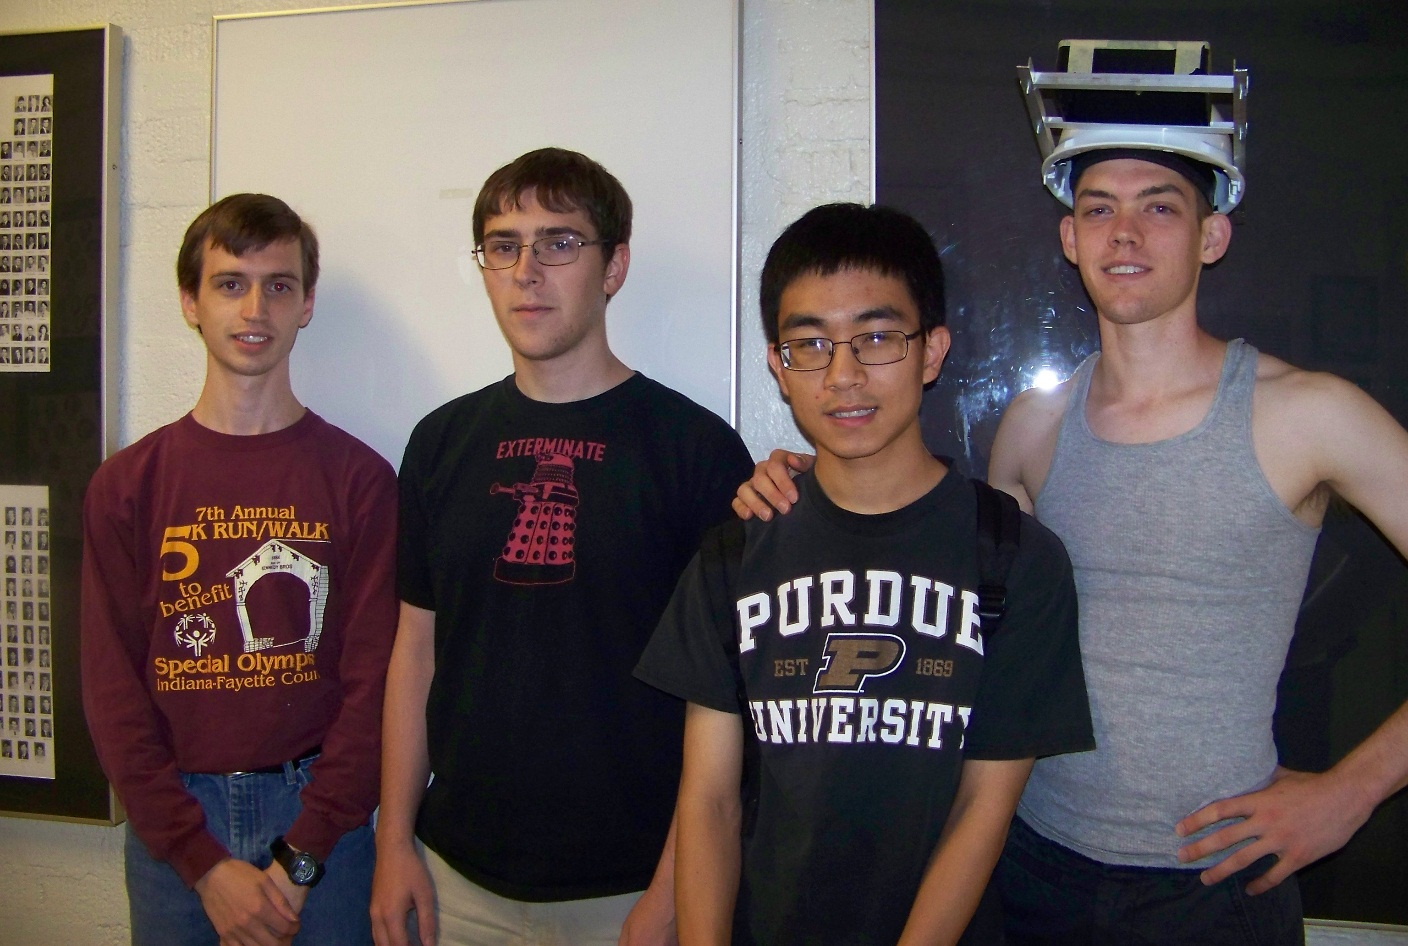 7th Annual
5K RUN/WALK
to
benefit
Special Olymp
Indiana-Fayette Coun
EXTERMINATE
PURDUE
EST P 1869
UNIVERSITY